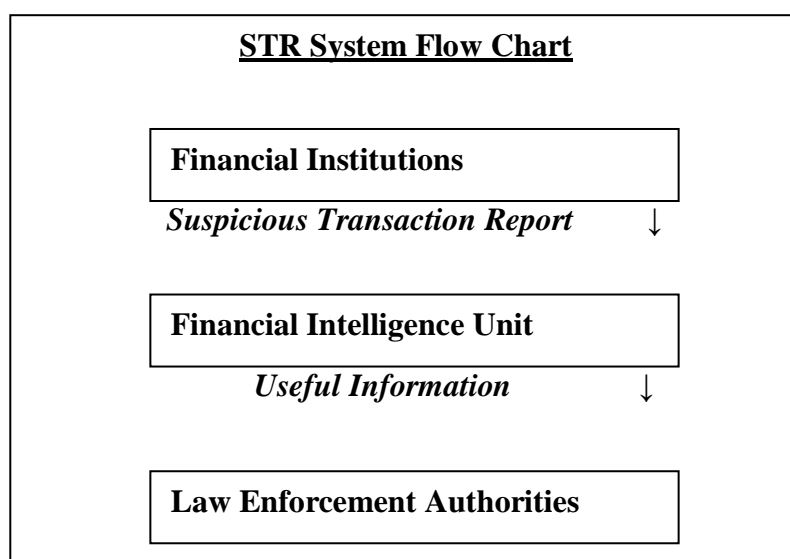 STR System Flow Chart
Financial Institutions
Suspicious Transaction Report ↓
Financial Intelligence Unit
Useful Information ↓
Law Enforcement Authorities